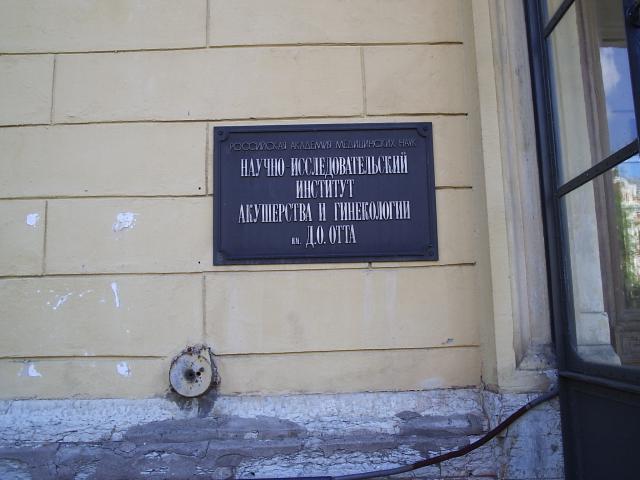 РОССИЙСКАЯ АКАДЕМИЯ МЕДИЦИНСКИХ НАУК
НАУЧНО-ИССЛЕДОВАТЕЛЬСКИЙ
ИНСТИТУТ
АКУШЕРСТВА И ГИНЕКОЛОГИИ
им. Д.О. ОТТА